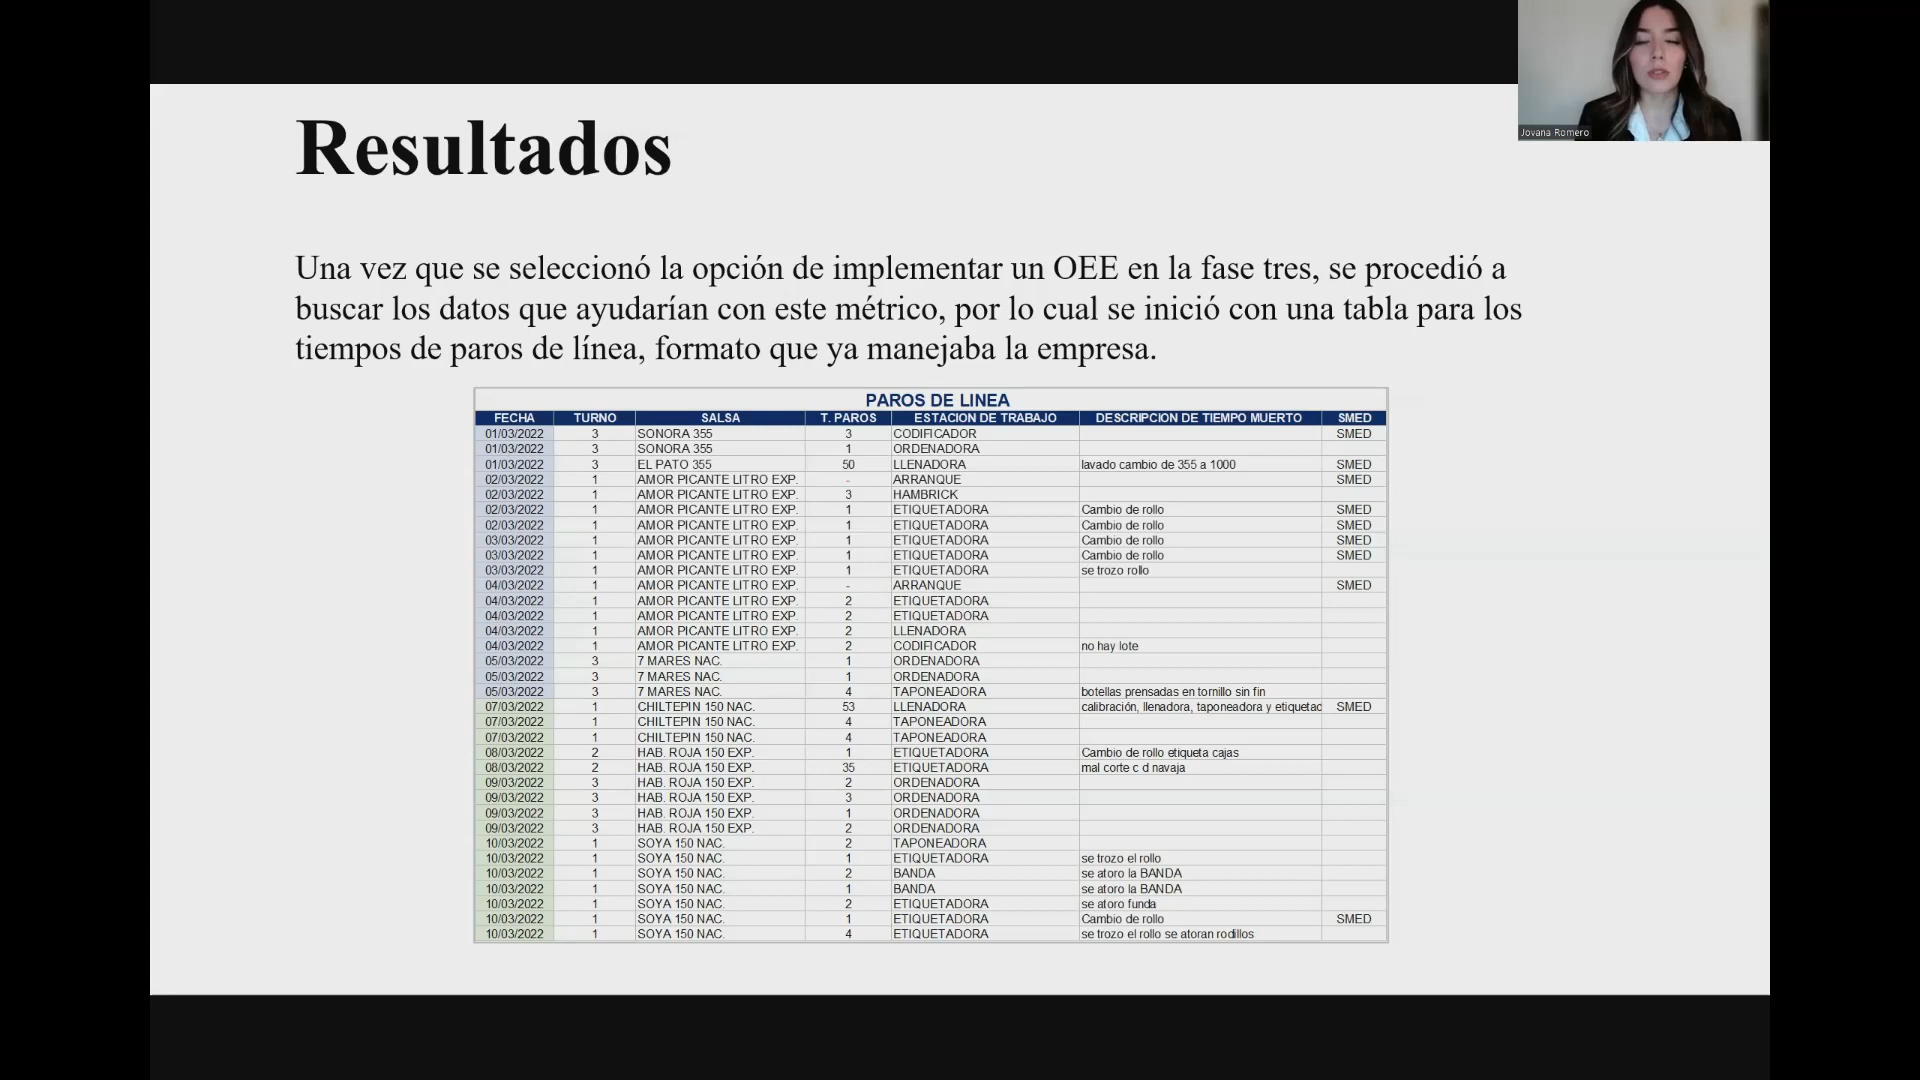 Jovana Romero
Resultados
Una vez que se seleccionó la opción de implementar un OEE en la fase tres, se procedió a
buscar los datos que ayudarían con este métrico, por lo cual se inició con una tabla para los
tiempos de paros de línea, formato que ya manejaba la empresa.
PAROS DE LINEA
FECHA TURNO SALSA T. PAROS ESTACION DE TRABAJO DESCRIPCION DE TIEMPO MUERTO SMED
01/03/2022 3 SONORA 355 3 CODIFICADOR SMED
01/03/2022 3 SONORA 355 1 ORDENADORA
01/03/2022 3 EL PATO 355 50 LLENADORA lavado cambio de 355 a 1000 SMED
02/03/2022 1 AMOR PICANTE LITRO EXP. - ARRANQUE SMED
02/03/2022 1 AMOR PICANTE LITRO EXP. 3 HAMBRICK
02/03/2022 1 AMOR PICANTE LITRO EXP. 1 ETIQUETADORA Cambio de rollo SMED
02/03/2022 1 AMOR PICANTE LITRO EXP. 1 ETIQUETADORA Cambio de rollo SMED
03/03/2022 1 AMOR PICANTE LITRO EXP. 1 ETIQUETADORA Cambio de rollo SMED
03/03/2022 1 AMOR PICANTE LITRO EXP. 1 ETIQUETADORA Cambio de rollo SMED
03/03/2022 1 AMOR PICANTE LITRO EXP. 1 ETIQUETADORA se trozo rollo
04/03/2022 1 AMOR PICANTE LITRO EXP. - ARRANQUE SMED
04/03/2022 1 AMOR PICANTE LITRO EXP. 2 ETIQUETADORA
04/03/2022 1 AMOR PICANTE LITRO EXP. 2 ETIQUETADORA
04/03/2022 1 AMOR PICANTE LITRO EXP. 2 LLENADORA
04/03/2022 1 AMOR PICANTE LITRO EXP. 2 CODIFICADOR no hay lote
05/03/2022 3 7 MARES NAC. 1 ORDENADORA
05/03/2022 3 7 MARES NAC. 1 ORDENADORA
05/03/2022 3 7 MARES NAC. 4 TAPONEADORA botellas prensadas en tornillo sin fin
07/03/2022 1 CHILTEPIN 150 NAC. 53 LLENADORA calibración, llenadora, taponeadora y etiquetac SMED
07/03/2022 1 CHILTEPIN 150 NAC. 4 TAPONEADORA
07/03/2022 1 CHILTEPIN 150 NAC. 4 TAPONEADORA
08/03/2022 2 HAB. ROJA 150 EXP. 1 ETIQUETADORA Cambio de rollo etiqueta cajas
08/03/2022 2 HAB. ROJA 150 EXP. 35 ETIQUETADORA mal corte c d navaja
09/03/2022 3 HAB. ROJA 150 EXP. 2 ORDENADORA
09/03/2022 3 HAB. ROJA 150 EXP. 3 ORDENADORA
09/03/2022 3 HAB. ROJA 150 EXP. 1 ORDENADORA
09/03/2022 3 HAB. ROJA 150 EXP. 2 ORDENADORA
10/03/2022 1 SOYA 150 NAC. 2 TAPONEADORA
10/03/2022 1 SOYA 150 NAC. 1 ETIQUETADORA se trozo el rollo
10/03/2022 1 SOYA 150 NAC. 2 BANDA se atoro la BANDA
10/03/2022 1 SOYA 150 NAC. 1 BANDA se atoro la BANDA
10/03/2022 1 SOYA 150 NAC. 2 ETIQUETADORA se atoro funda
10/03/2022 1 SOYA 150 NAC. 1 ETIQUETADORA Cambio de rollo SMED
10/03/2022 1 SOYA 150 NAC. 4 ETIQUETADORA se trozo el rollo se atoran rodillos